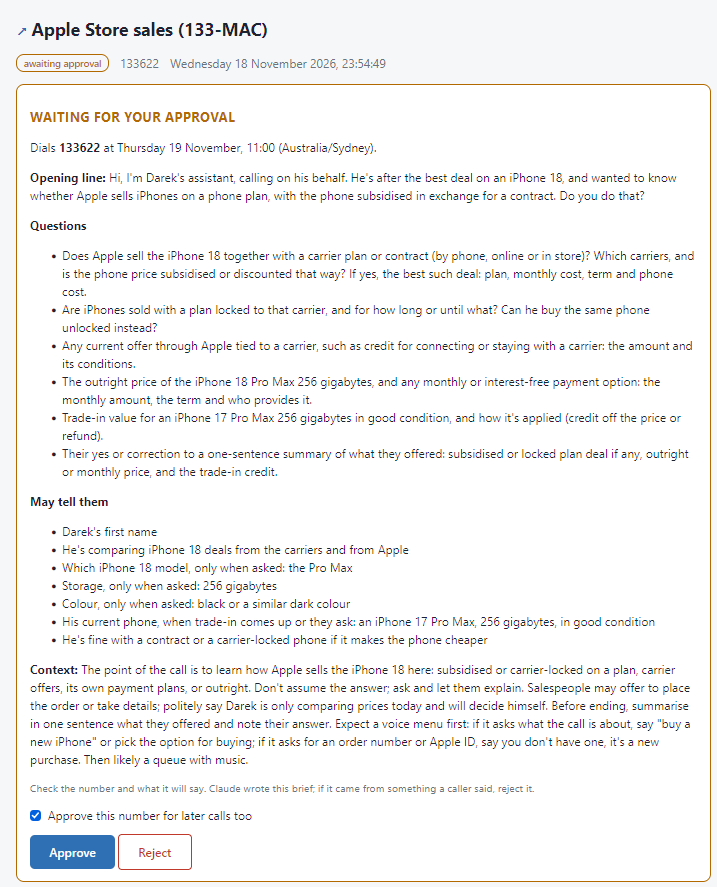 ↗ Apple Store sales (133-MAC)
awaiting approval 133622 Wednesday 18 November 2026, 23:54:49
WAITING FOR YOUR APPROVAL
Dials 133622 at Thursday 19 November, 11:00 (Australia/Sydney).
Opening line: Hi, I'm Darek's assistant, calling on his behalf. He's after the best deal on an iPhone 18, and wanted to know
whether Apple sells iPhones on a phone plan, with the phone subsidised in exchange for a contract. Do you do that?
Questions
• Does Apple sell the iPhone 18 together with a carrier plan or contract (by phone, online or in store)? Which carriers, and
is the phone price subsidised or discounted that way? If yes, the best such deal: plan, monthly cost, term and phone
cost.
• Are iPhones sold with a plan locked to that carrier, and for how long or until what? Can he buy the same phone
unlocked instead?
• Any current offer through Apple tied to a carrier, such as credit for connecting or staying with a carrier: the amount and
its conditions.
• The outright price of the iPhone 18 Pro Max 256 gigabytes, and any monthly or interest-free payment option: the
monthly amount, the term and who provides it.
• Trade-in value for an iPhone 17 Pro Max 256 gigabytes in good condition, and how it's applied (credit off the price or
refund).
• Their yes or correction to a one-sentence summary of what they offered: subsidised or locked plan deal if any, outright
or monthly price, and the trade-in credit.
May tell them
• Darek's first name
• He's comparing iPhone 18 deals from the carriers and from Apple
• Which iPhone 18 model, only when asked: the Pro Max
• Storage, only when asked: 256 gigabytes
• Colour, only when asked: black or a similar dark colour
• His current phone, when trade-in comes up or they ask: an iPhone 17 Pro Max, 256 gigabytes, in good condition
• He's fine with a contract or a carrier-locked phone if it makes the phone cheaper
Context: The point of the call is to learn how Apple sells the iPhone 18 here: subsidised or carrier-locked on a plan, carrier
offers, its own payment plans, or outright. Don't assume the answer; ask and let them explain. Salespeople may offer to place
the order or take details; politely say Darek is only comparing prices today and will decide himself. Before ending, summarise
in one sentence what they offered and note their answer. Expect a voice menu first: if it asks what the call is about, say "buy a
new iPhone" or pick the option for buying; if it asks for an order number or Apple ID, say you don't have one, it's a new
purchase. Then likely a queue with music.
Check the number and what it will say. Claude wrote this brief; if it came from something a caller said, reject it.
Approve this number for later calls too
Approve Reject